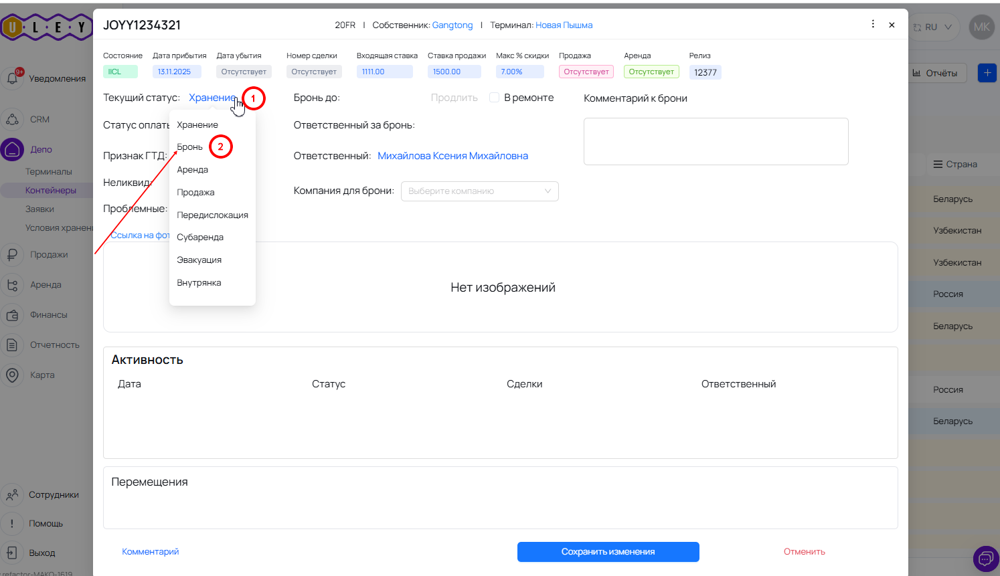 JOYY1234321
20FR | Собственник: Gangtong | Терминал: Новая Пышма
U L E Y
RU
MK
Состояние Дата прибытия Дата убытия Номер сделки Входящая ставка Ставка продажи Макс % скидки Продажа Аренда Релиз
IICL 13.11.2025 Отсутствует Отсутствует 1111.00 1500.00 7.00% Отсутствует Отсутствует 12377
9+
Уведомления
Отчёты
+
Текущий статус: Хранение 1
Бронь до: Продлить В ремонте Комментарий к брони
CRM
Статус оплаты
Хранение
Ответственный за бронь:
Бронь 2
Депо
Признак ГТД:
Ответственный: Михайлова Ксения Михайловна
Аренда
Страна
Терминалы
Неликвид:
Контейнеры
Продажа
Компания для брони: Выберите компанию
Беларусь
Заявки
Проблемные:
Передислокация
Условия хранени
Ссылка на фот
Субаренда
Узбекистан
Продажи
Эвакуация
Узбекистан
Аренда
Внутрянка
Нет изображений
Россия
Финансы
Беларусь
Отчетность
Активность
Карта
Дата Статус Сделки Ответственный
Россия
Беларусь
Перемещения
Сотрудники
Помощь
Выход
Комментарий Сохранить изменения Отменить
refactor-MAKO-1619